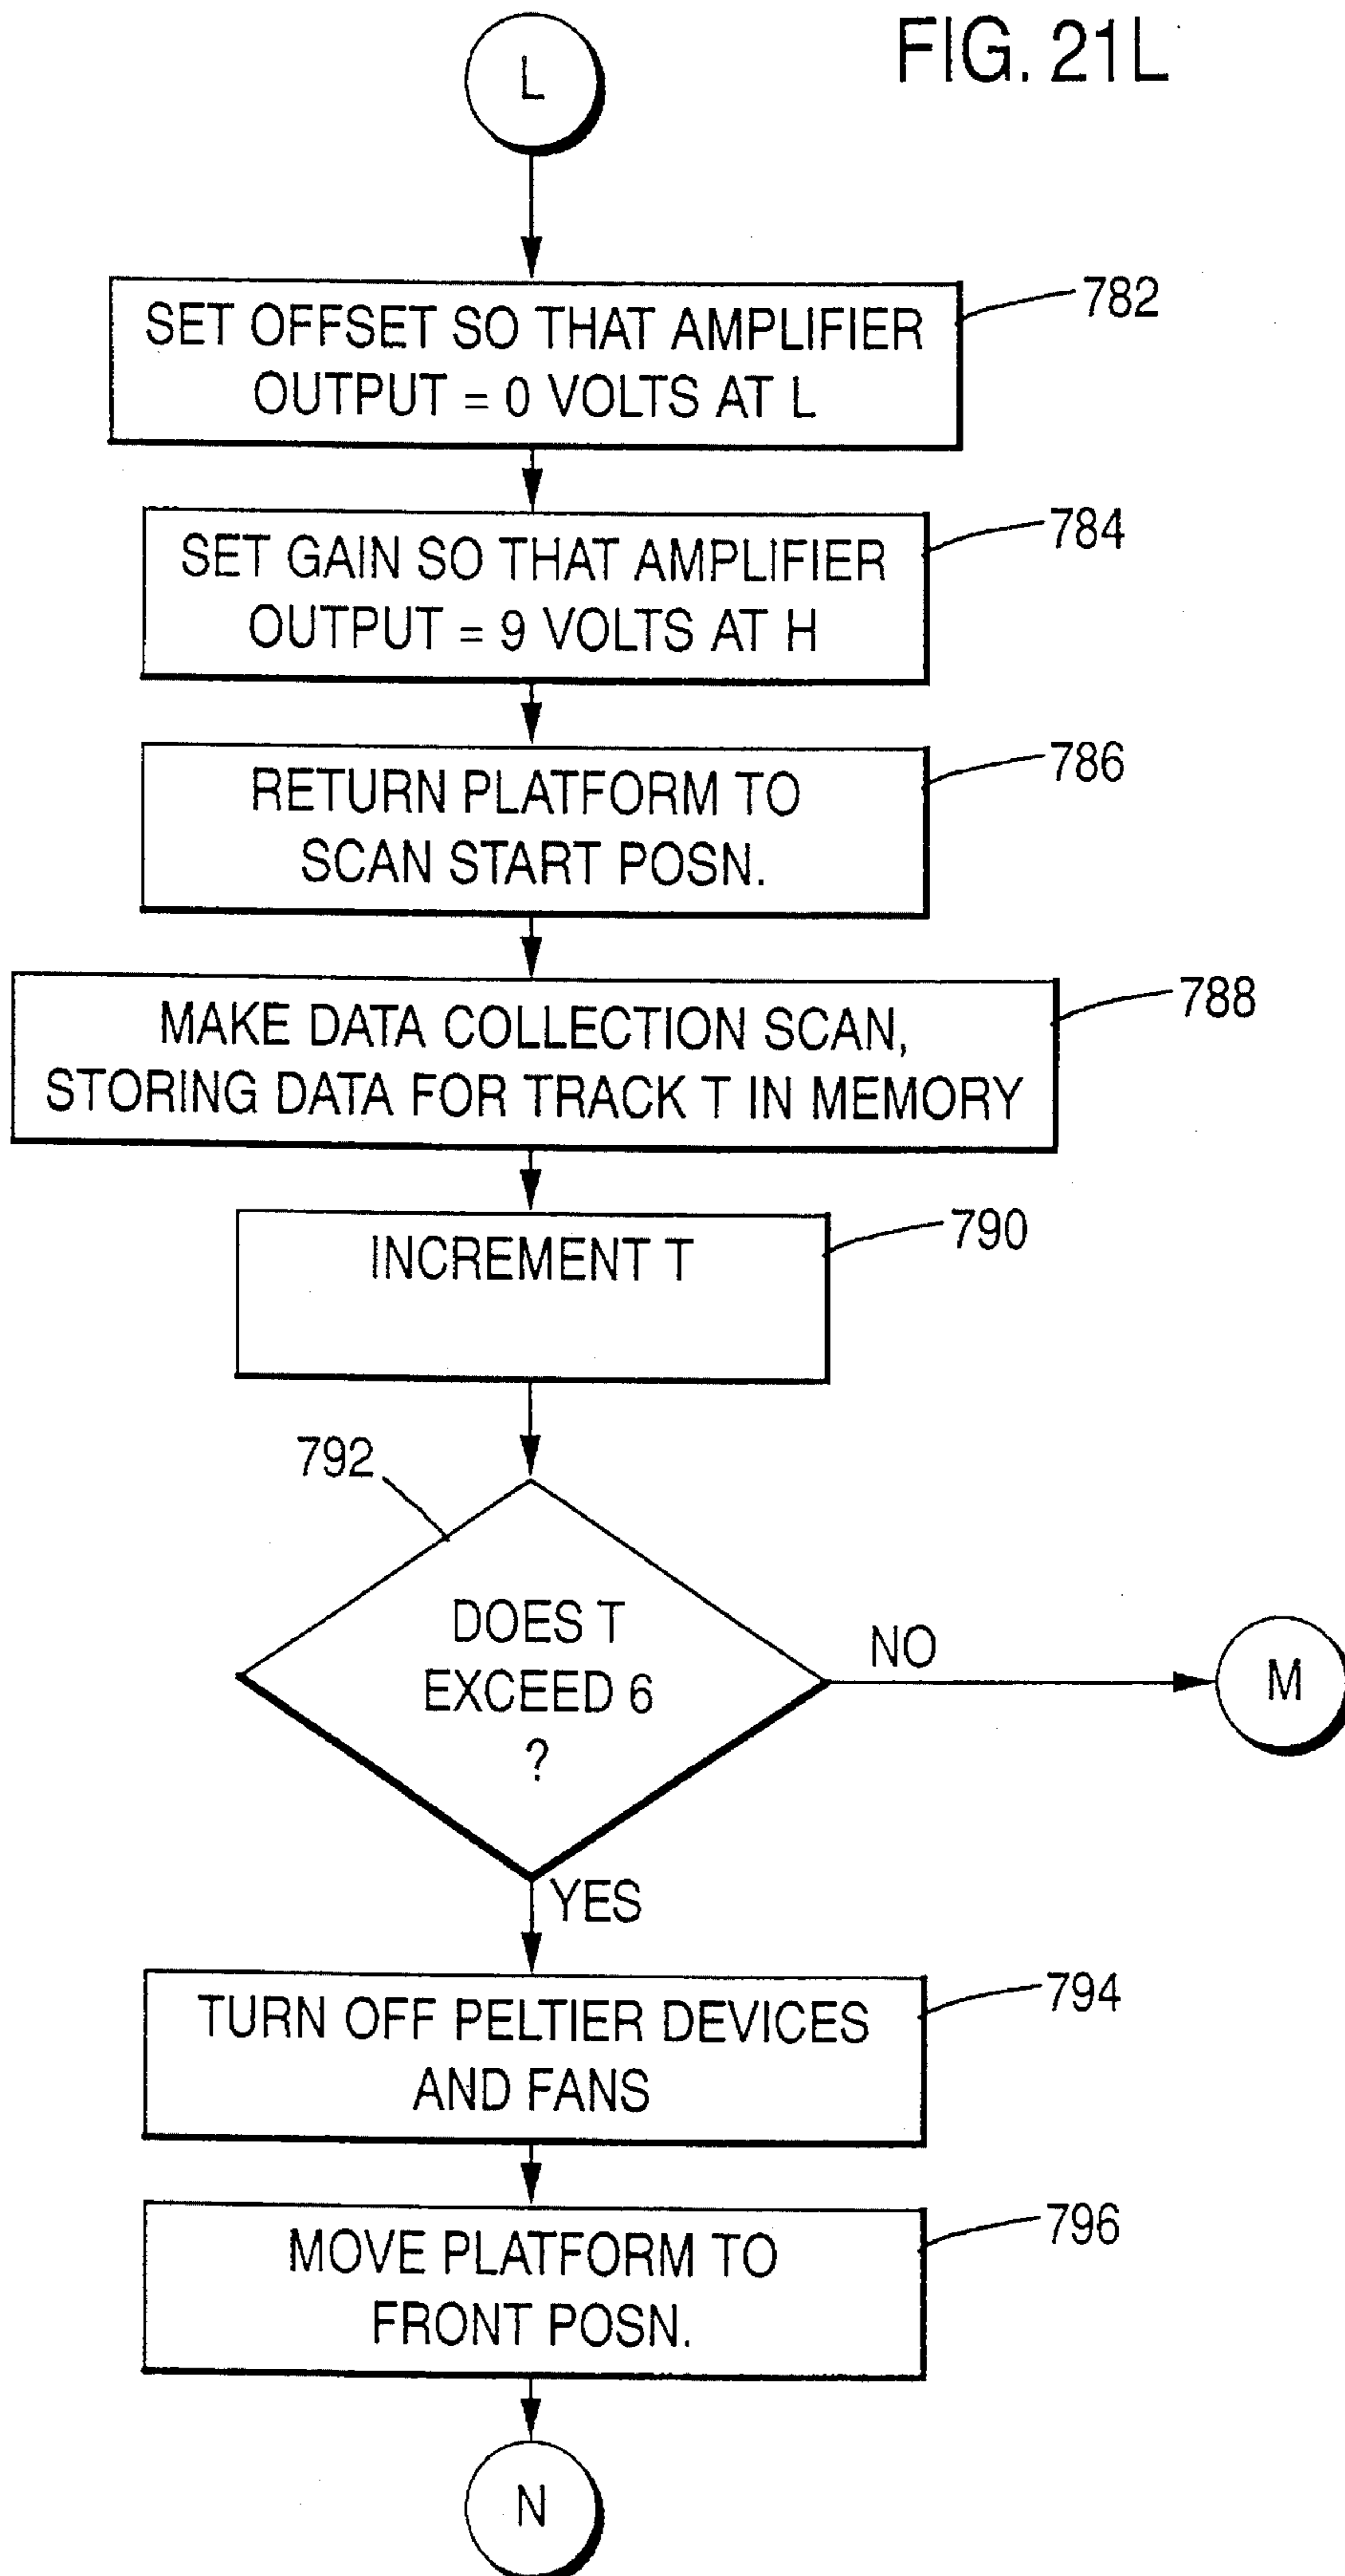 FIG. 21L
L
782
SET OFFSET SO THAT AMPLIFIER
OUTPUT = 0 VOLTS AT L
784
SET GAIN SO THAT AMPLIFIER
OUTPUT = 9 VOLTS AT H
786
RETURN PLATFORM TO
SCAN START POSN.
788
MAKE DATA COLLECTION SCAN,
STORING DATA FOR TRACK T IN MEMORY
790
INCREMENT T
792
DOES T
EXCEED 6
?
NO
M
YES
794
TURN OFF PELTIER DEVICES
AND FANS
796
MOVE PLATFORM TO
FRONT POSN.
N